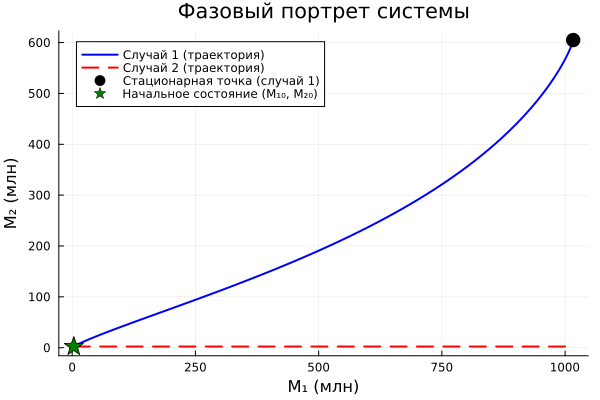 Фазовый портрет системы
Случай 1 (траектория)
Случай 2 (траектория)
Стационарная точка (случай 1)
Начальное состояние (M₁₀, M₂₀)
M₂ (млн)
600
500
400
300
200
100
0
0 250 500 750 1000
M₁ (млн)